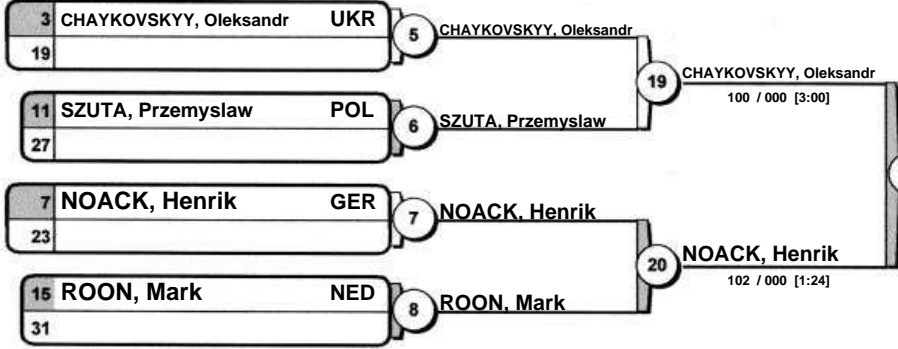 3 CHAYKOVSKYY, Oleksandr UKR
19
5
CHAYKOVSKYY, Oleksandr
11 SZUTA, Przemyslaw POL
27
6
SZUTA, Przemyslaw
19
CHAYKOVSKYY, Oleksandr
100 / 000 [3:00]
7 NOACK, Henrik GER
23
7
NOACK, Henrik
15 ROON, Mark NED
31
8
ROON, Mark
20
NOACK, Henrik
102 / 000 [1:24]